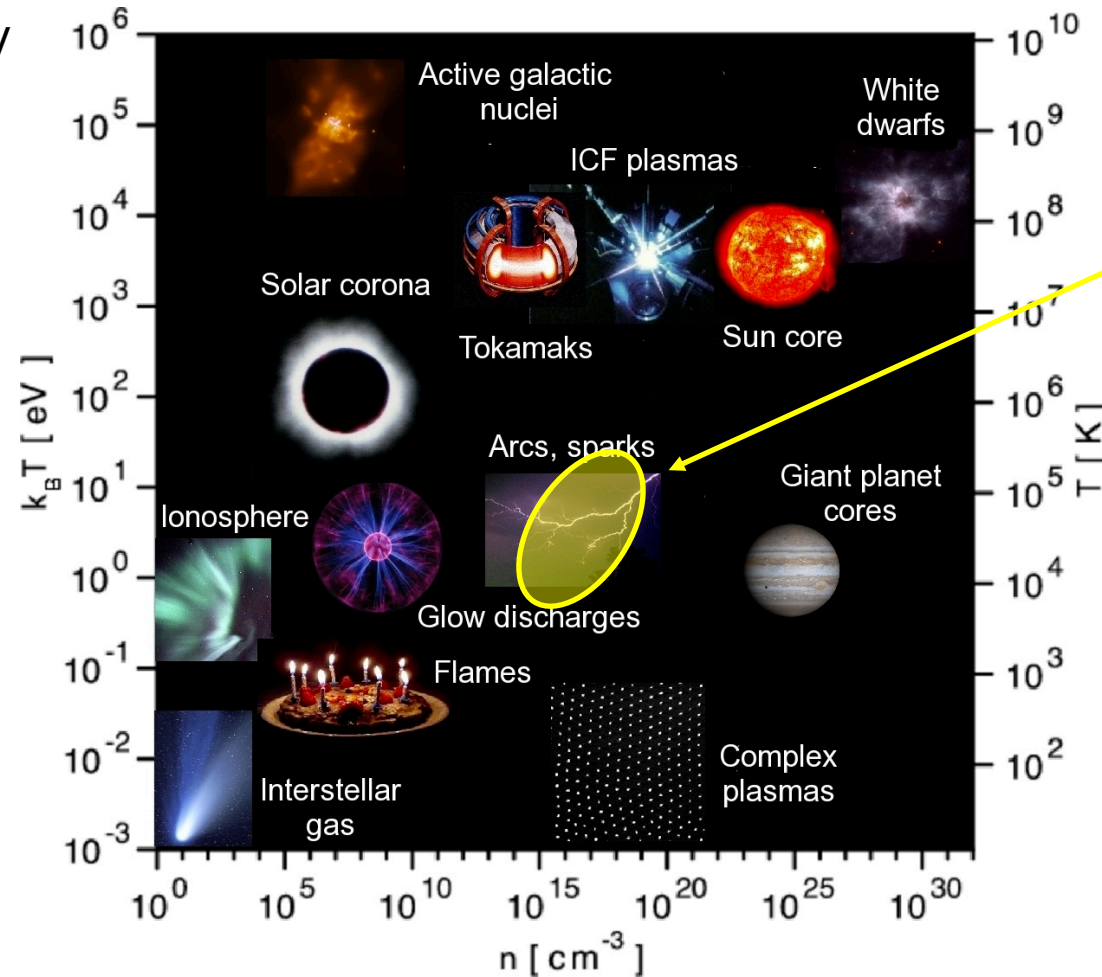 y
10^6
10^5
10^4
10^3
10^2
10^1
10^0
10^-1
10^-2
10^-3
k_B T [ eV ]
Active galactic
nuclei
White
dwarfs
ICF plasmas
Solar corona
Tokamaks
Sun core
Arcs, sparks
Giant planet
cores
Ionosphere
Glow discharges
Flames
Complex
plasmas
Interstellar
gas
10^10
10^9
10^8
10^7
10^6
10^5
10^4
10^3
10^2
T [ K ]
10^0 10^5 10^10 10^15 10^20 10^25 10^30
n [ cm^-3 ]